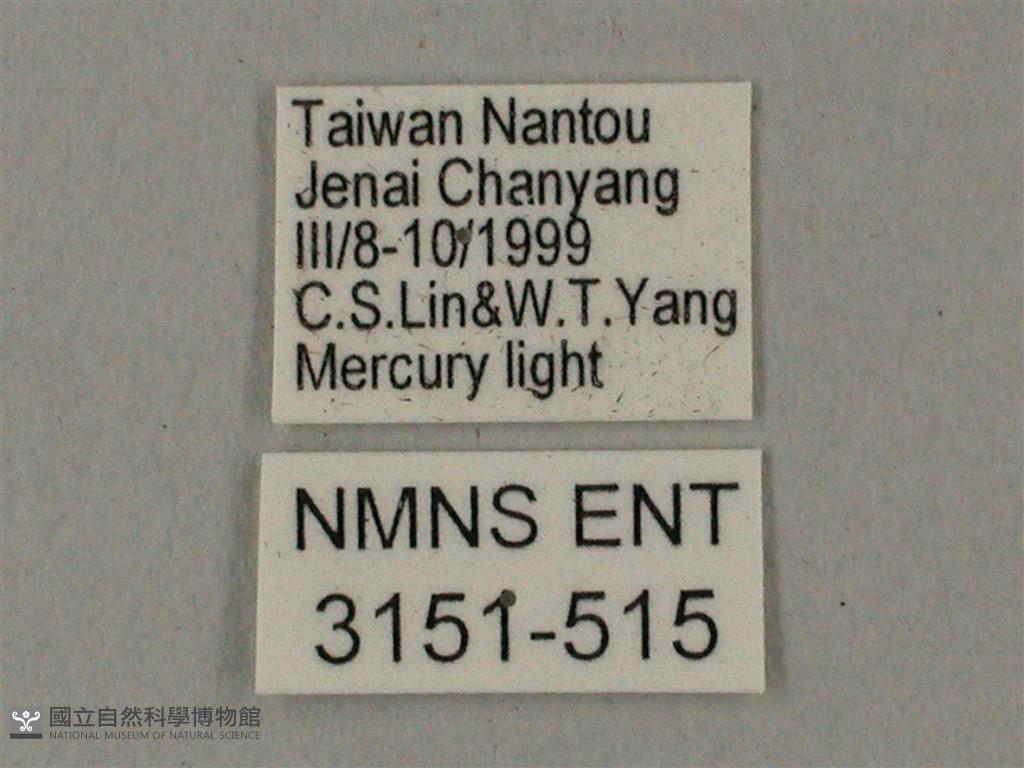 Taiwan Nantou
Jenai Chanyang
III/8-10/1999
C.S.Lin&W.T.Yang
Mercury light
NMNS ENT
3151-515
國立自然科學博物館
NATIONAL MUSEUM OF NATURAL SCIENCE